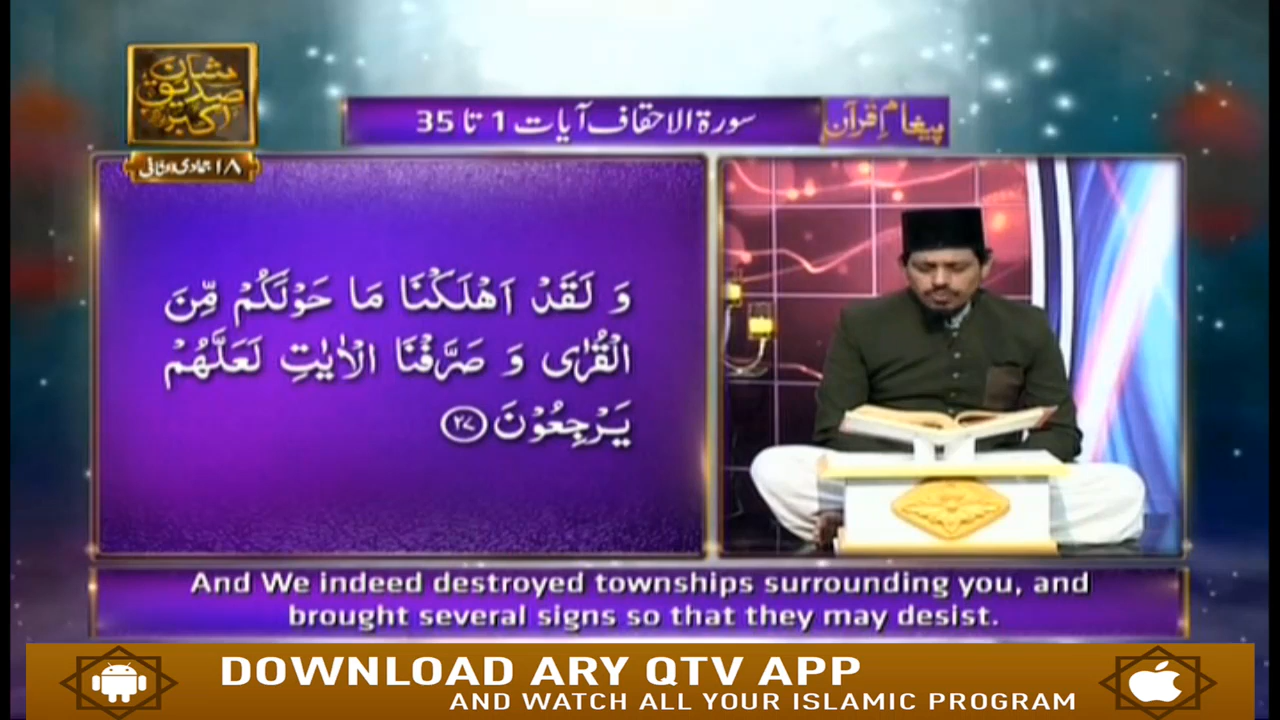 شان
صدیق
اکبر
۱۸ جمادی الثانی
پیغام قرآن
سورۃ الاحقاف آیات 1 تا 35
وَ لَقَدْ اَهْلَكْنَا مَا حَوْلَكُمْ مِّنَ
الْقُرٰى وَ صَرَّفْنَا الْاٰیٰتِ لَعَلَّهُمْ
یَرْجِعُوْنَ ﴿۲۷﴾
And We indeed destroyed townships surrounding you, and
brought several signs so that they may desist.
DOWNLOAD ARY QTV APP
AND WATCH ALL YOUR ISLAMIC PROGRAM